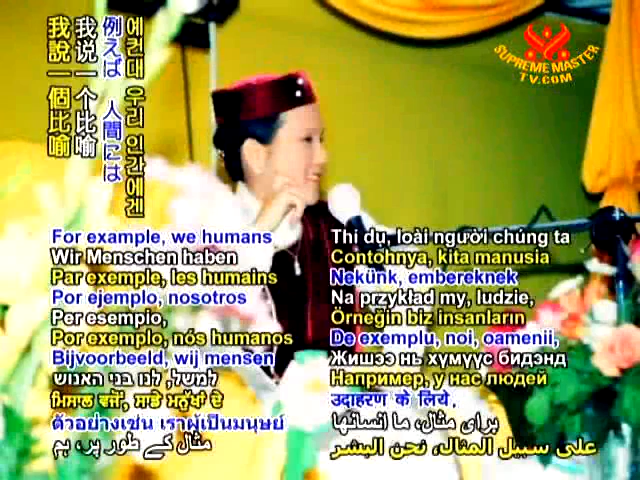 我說一個比喻
我说一个比喻
例えば 人間には
예컨대 우리 인간에겐
SUPREME MASTER
TV.COM
For example, we humans
Wir Menschen haben
Par exemple, les humains
Por ejemplo, nosotros
Per esempio,
Por exemplo, nós humanos
Bijvoorbeeld, wij mensen
למשל, לנו בני האנוש
ਮਿਸਾਲ ਵਜੋਂ, ਸਾਡੇ ਮਨੁੱਖਾਂ ਦੇ
ตัวอย่างเช่น เราผู้เป็นมนุษย์
مثال کے طور پر، ہم
Thí dụ, loài người chúng ta
Contohnya, kita manusia
Nekünk, embereknek
Na przykład my, ludzie,
Örneğin biz insanların
De exemplu, noi, oamenii,
Жишээ нь хүмүүс бидэнд
Например, у нас людей
उदाहरण के लिये,
برای مثال، ما انسانها
على سبيل المثال، نحن البشر